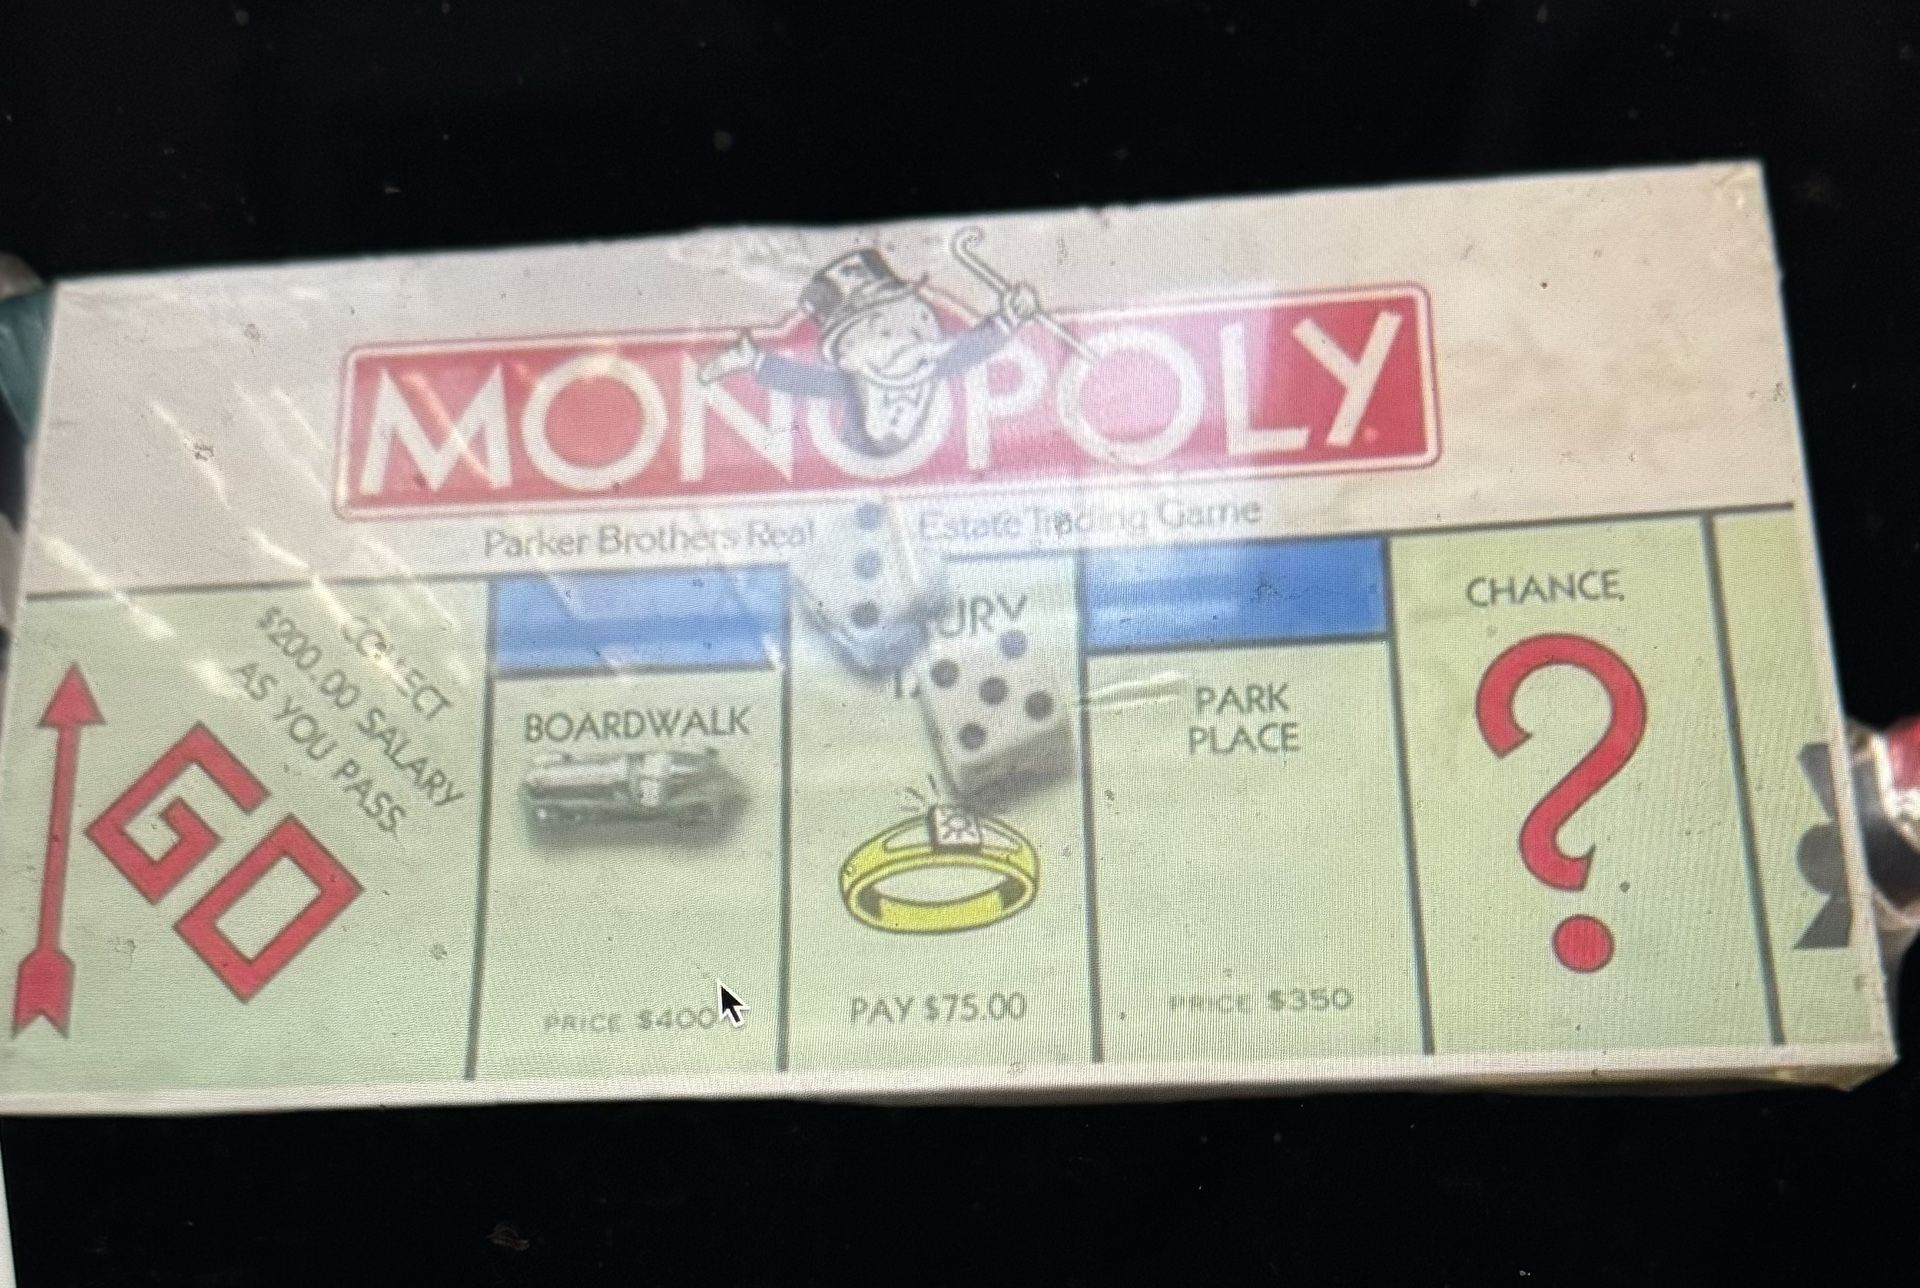 MONOPOLY
Parker Brothers Real Estate Trading Game
COLLECT
$200.00 SALARY
AS YOU PASS
GO
BOARDWALK
PRICE $400
PAY $75.00
PARK
PLACE
PRICE $350
CHANCE
?